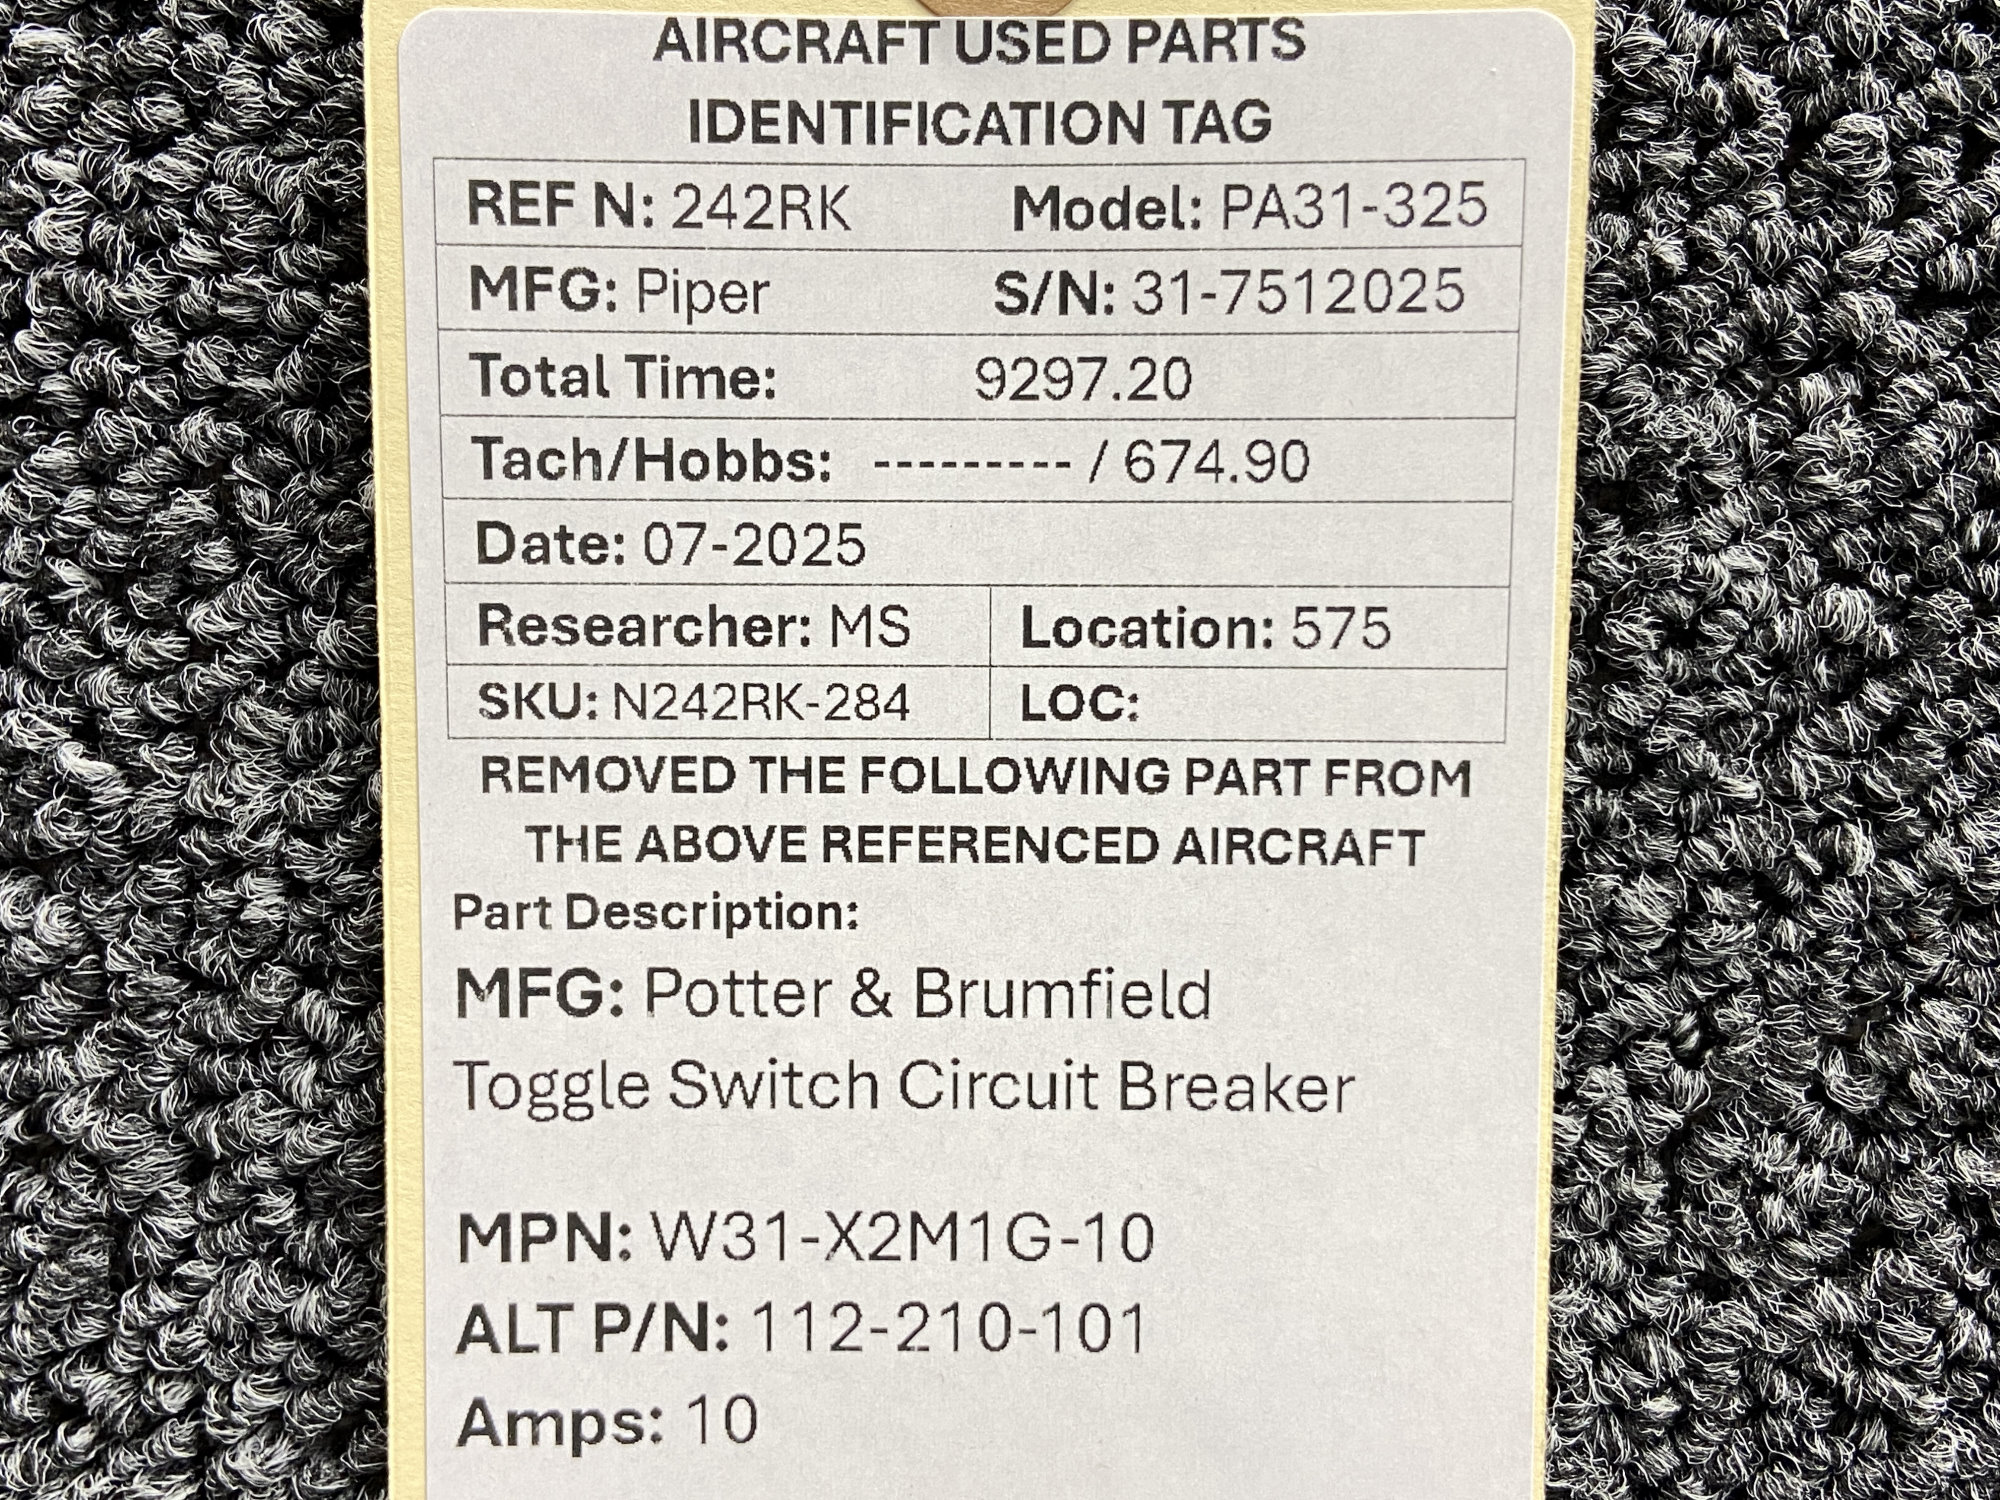 AIRCRAFT USED PARTS
IDENTIFICATION TAG
REF N: 242RK Model: PA31-325
MFG: Piper S/N: 31-7512025
Total Time: 9297.20
Tach/Hobbs: --------- / 674.90
Date: 07-2025
Researcher: MS Location: 575
SKU: N242RK-284 LOC:
REMOVED THE FOLLOWING PART FROM
THE ABOVE REFERENCED AIRCRAFT
Part Description:
MFG: Potter & Brumfield
Toggle Switch Circuit Breaker
MPN: W31-X2M1G-10
ALT P/N: 112-210-101
Amps: 10